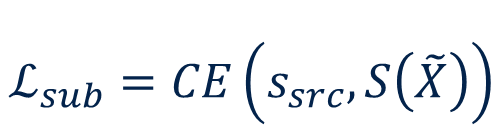 ℒ_sub = CE(s_src, S(X̃))